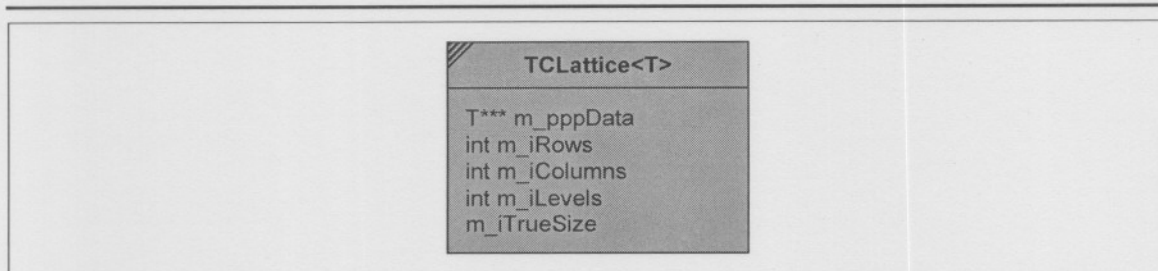 TCLattice<T>
T*** m_pppData
int m_iRows
int m_iColumns
int m_iLevels
m_iTrueSize